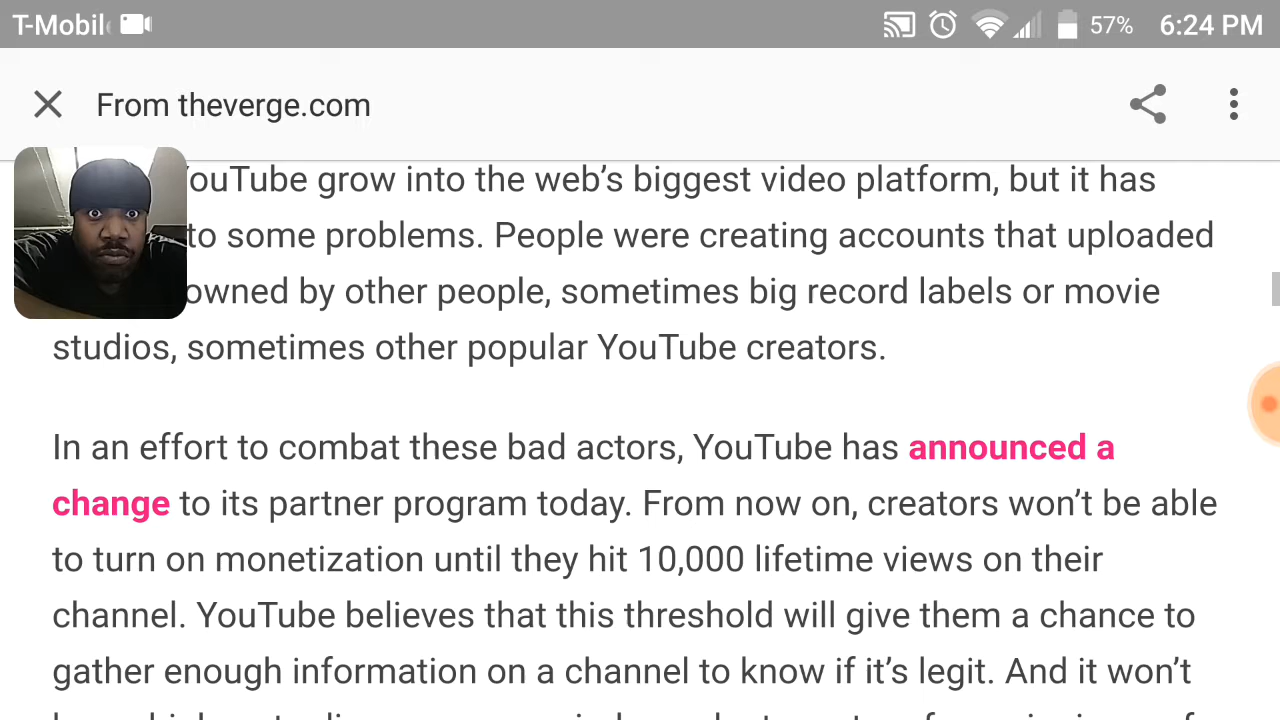 T-Mobil
57%
6:24 PM
From theverge.com
ouTube grow into the web’s biggest video platform, but it has
to some problems. People were creating accounts that uploaded
owned by other people, sometimes big record labels or movie
studios, sometimes other popular YouTube creators.
In an effort to combat these bad actors, YouTube has announced a
change to its partner program today. From now on, creators won’t be able
to turn on monetization until they hit 10,000 lifetime views on their
channel. YouTube believes that this threshold will give them a chance to
gather enough information on a channel to know if it’s legit. And it won’t